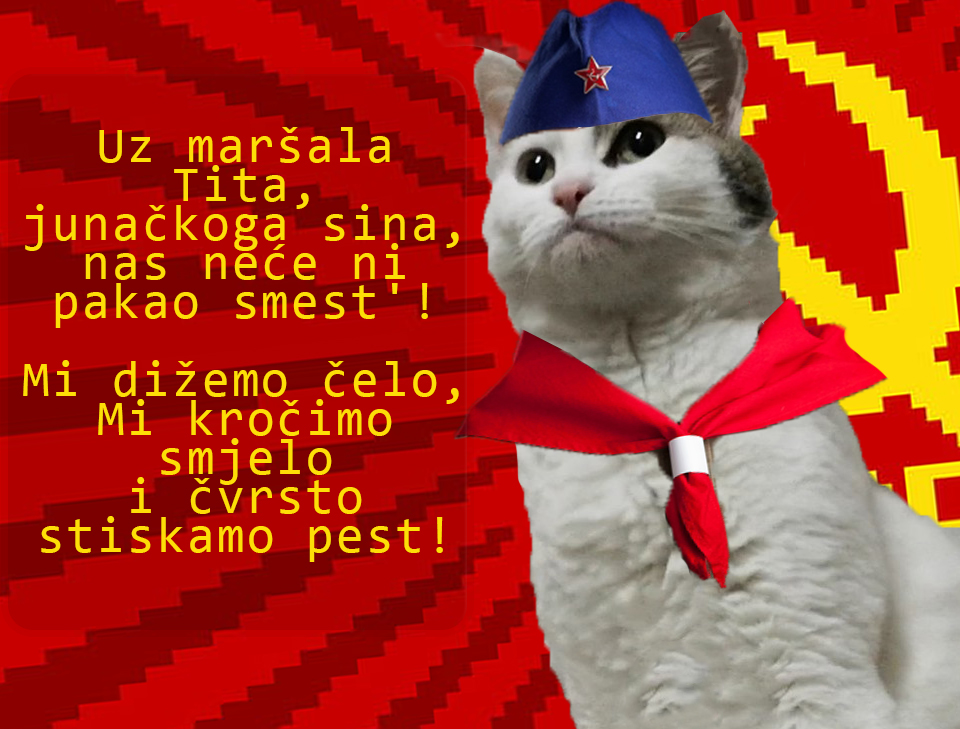 Uz maršala
Tita,
junačkoga sina,
nas neće ni
pakao smest'!
Mi dižemo čelo,
Mi kročimo
smjelo
i čvrsto
stiskamo pest!